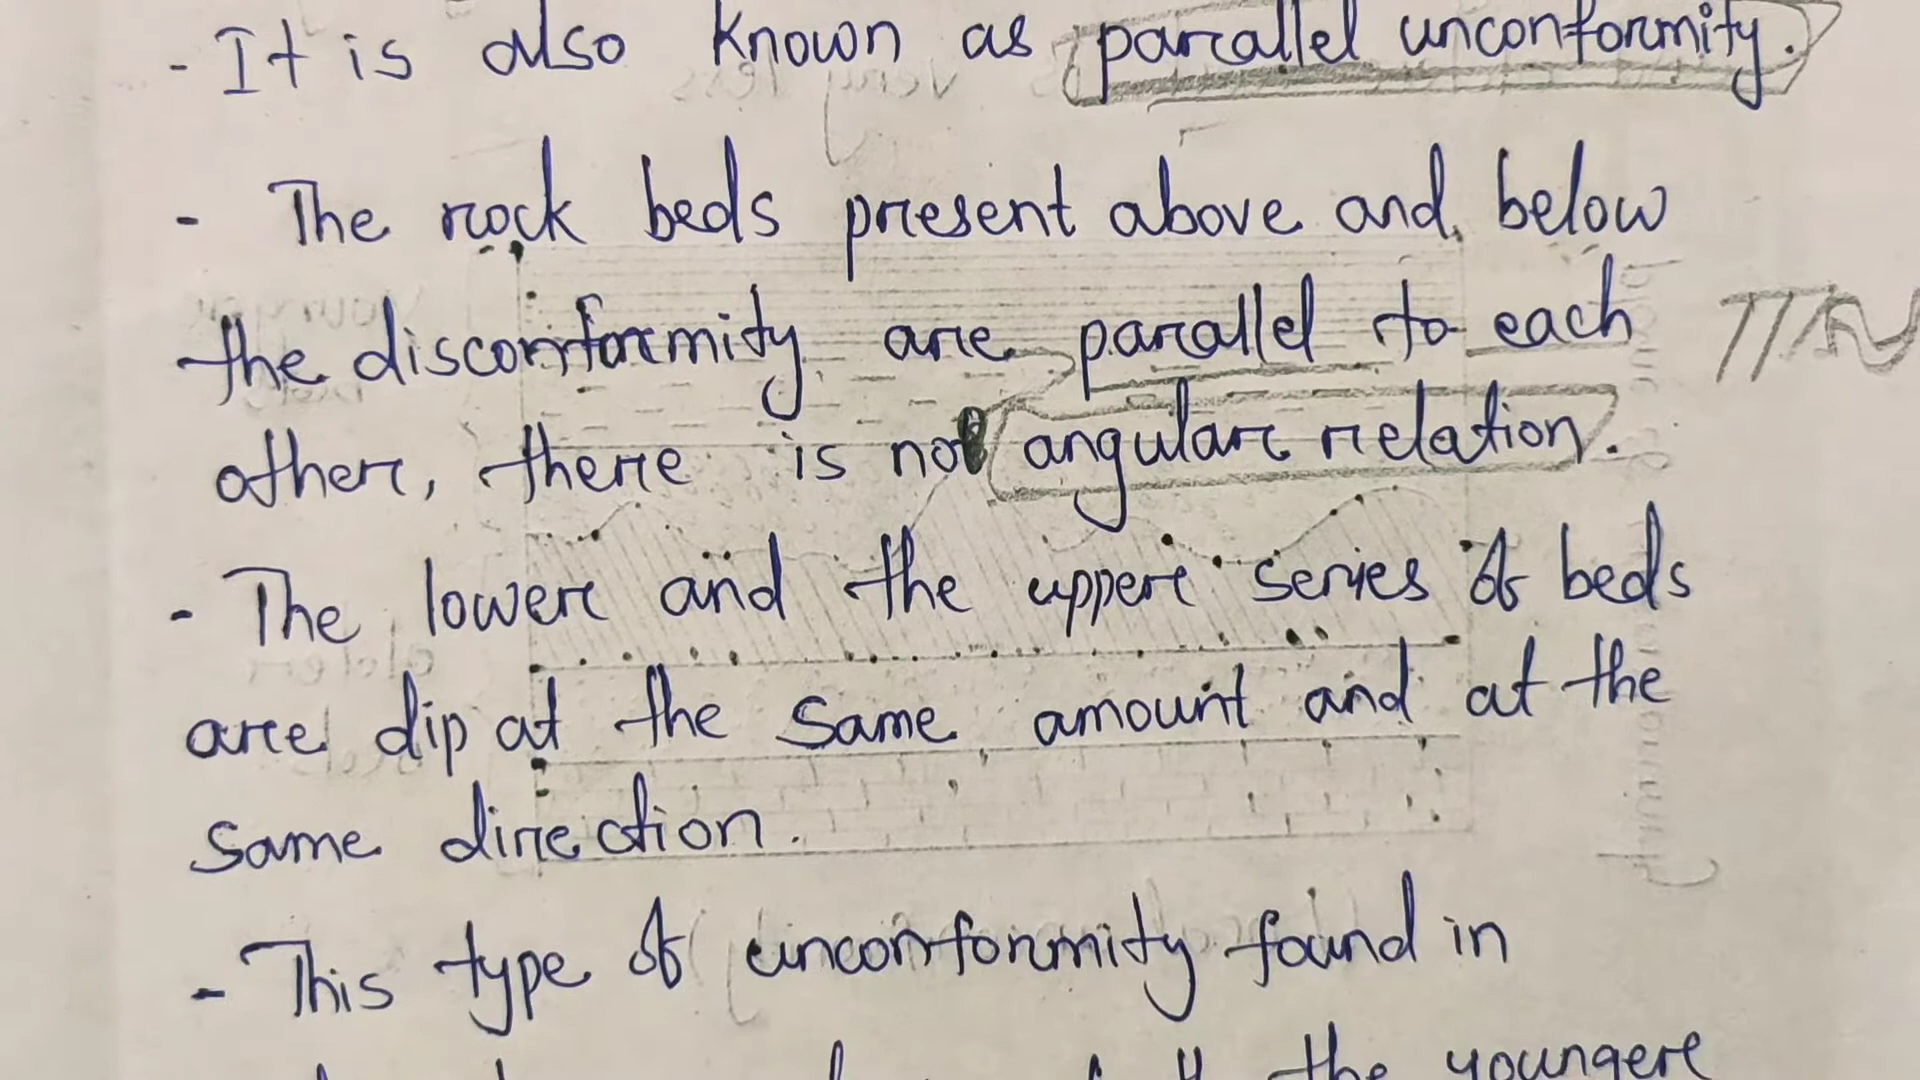 - It is also known as parallel unconformity.
- The rock beds present above and below
the disconformity are parallel to each
other, there is no angular relation.
- The lower and the upper series of beds
are dip at the same amount and at the
same direction.
- This type of unconformity found in
the younger